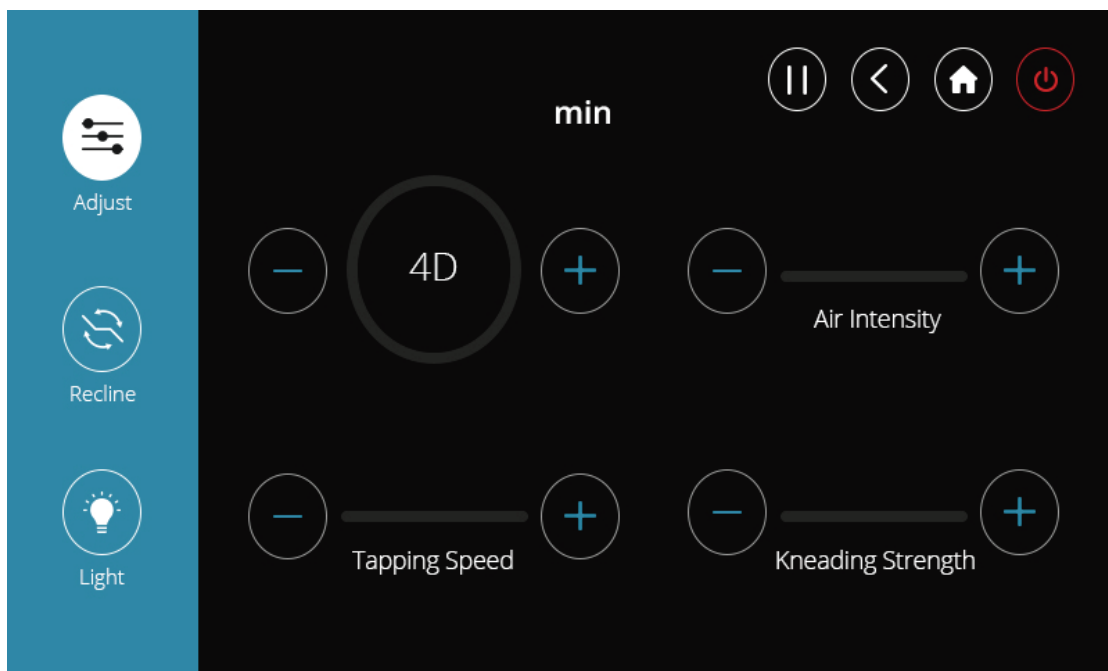 min
Adjust
4D
Air Intensity
Recline
Tapping Speed
Kneading Strength
Light